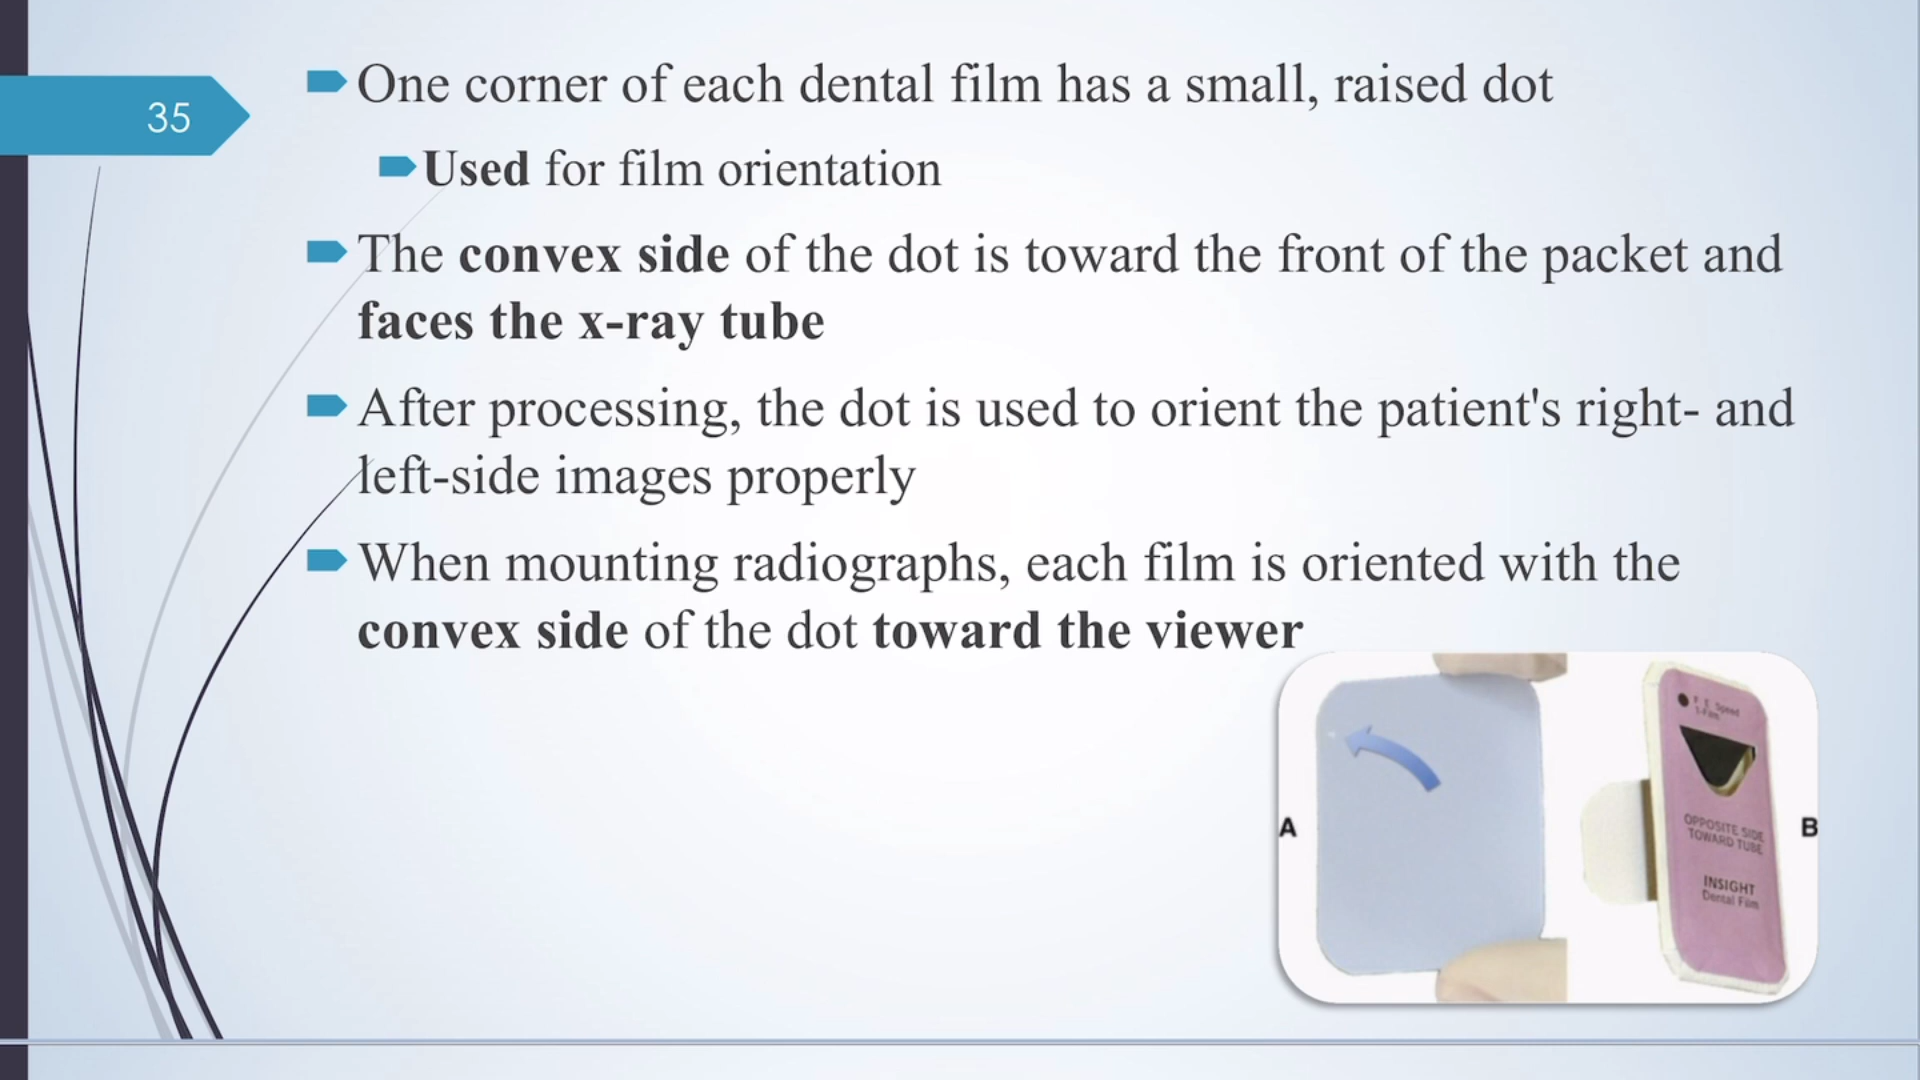 35
One corner of each dental film has a small, raised dot
Used for film orientation
The convex side of the dot is toward the front of the packet and
faces the x-ray tube
After processing, the dot is used to orient the patient's right- and
left-side images properly
When mounting radiographs, each film is oriented with the
convex side of the dot toward the viewer
A
B
Speed
1-Film
OPPOSITE SIDE
TOWARD TUBE
INSIGHT
Dental Film